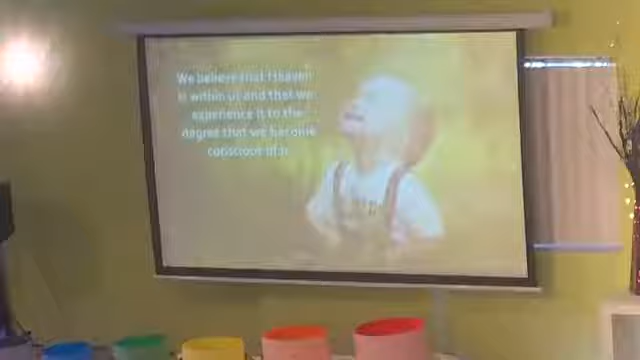 We believe that Heaven
is within us and that we
experience it to the
degree that we become
conscious of it.